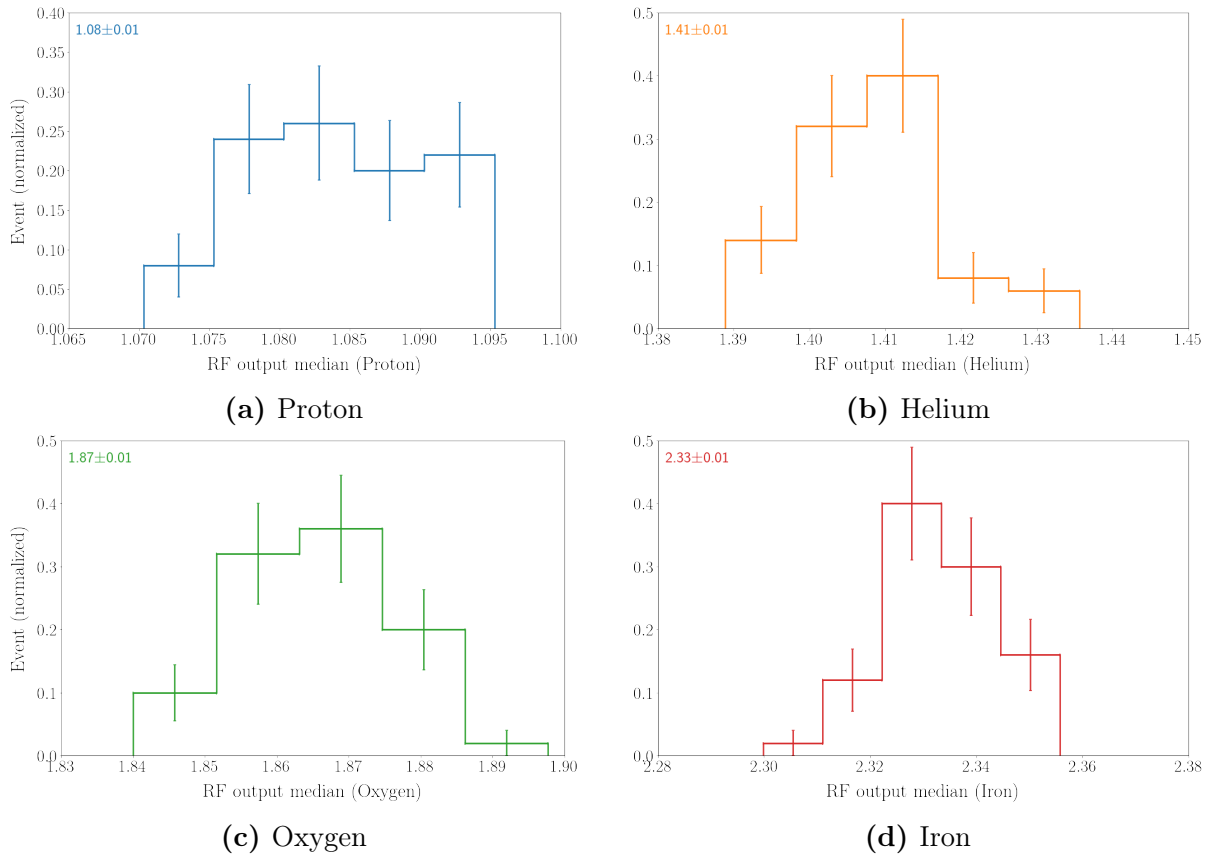 1.08±0.01
0.40
0.35
0.30
0.25
0.20
0.15
0.10
0.05
0.00
Event (normalized)
1.065 1.070 1.075 1.080 1.085 1.090 1.095 1.100
RF output median (Proton)
(a) Proton
1.41±0.01
0.5
0.4
0.3
0.2
0.1
0.0
1.38 1.39 1.40 1.41 1.42 1.43 1.44 1.45
RF output median (Helium)
(b) Helium
1.87±0.01
0.5
0.4
0.3
0.2
0.1
0.0
Event (normalized)
1.83 1.84 1.85 1.86 1.87 1.88 1.89 1.90
RF output median (Oxygen)
(c) Oxygen
2.33±0.01
0.5
0.4
0.3
0.2
0.1
0.0
2.28 2.30 2.32 2.34 2.36 2.38
RF output median (Iron)
(d) Iron